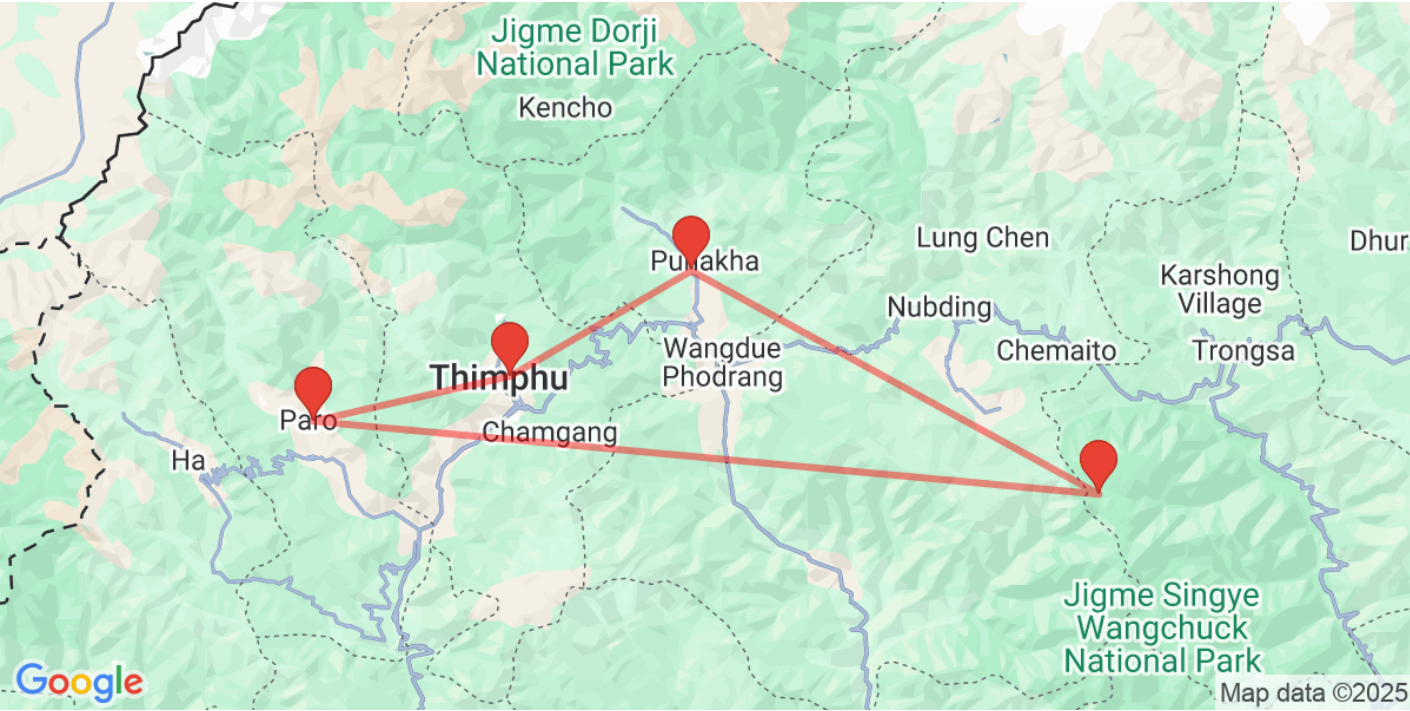 Jigme Dorji
National Park
Kencho
Punakha
Lung Chen
Dhur
Karshong
Village
Nubding
Wangdue
Phodrang
Chemaito
Trongsa
Thimphu
Paro
Chamgang
Ha
Jigme Singye
Wangchuck
National Park
Google
Map data ©2025